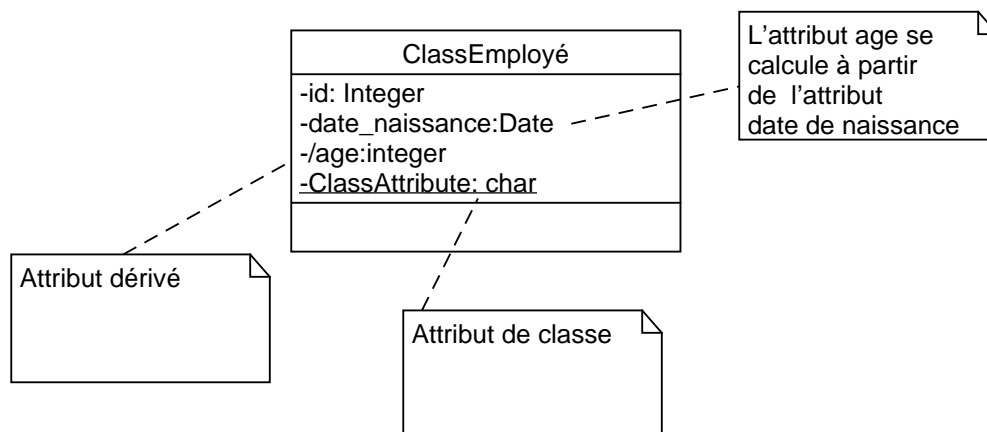 ClassEmployé
-id: Integer
-date_naissance:Date
-/age:integer
-ClassAttribute: char
L'attribut age se
calcule à partir
de l'attribut
date de naissance
Attribut dérivé
Attribut de classe